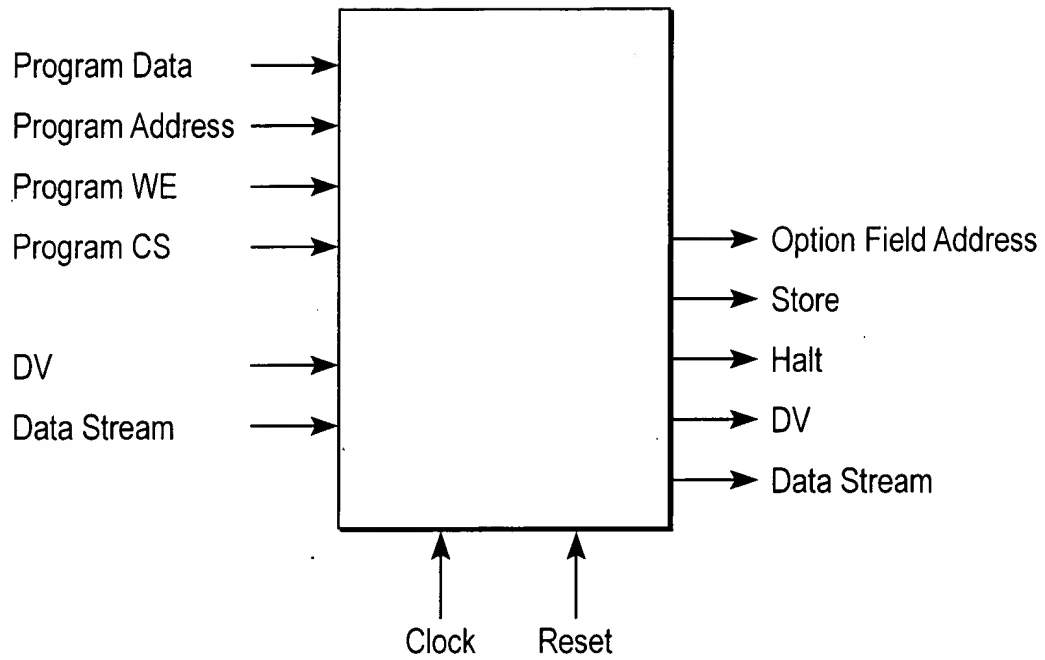 Program Data
Program Address
Program WE
Program CS
DV
Data Stream
Option Field Address
Store
Halt
DV
Data Stream
Clock
Reset